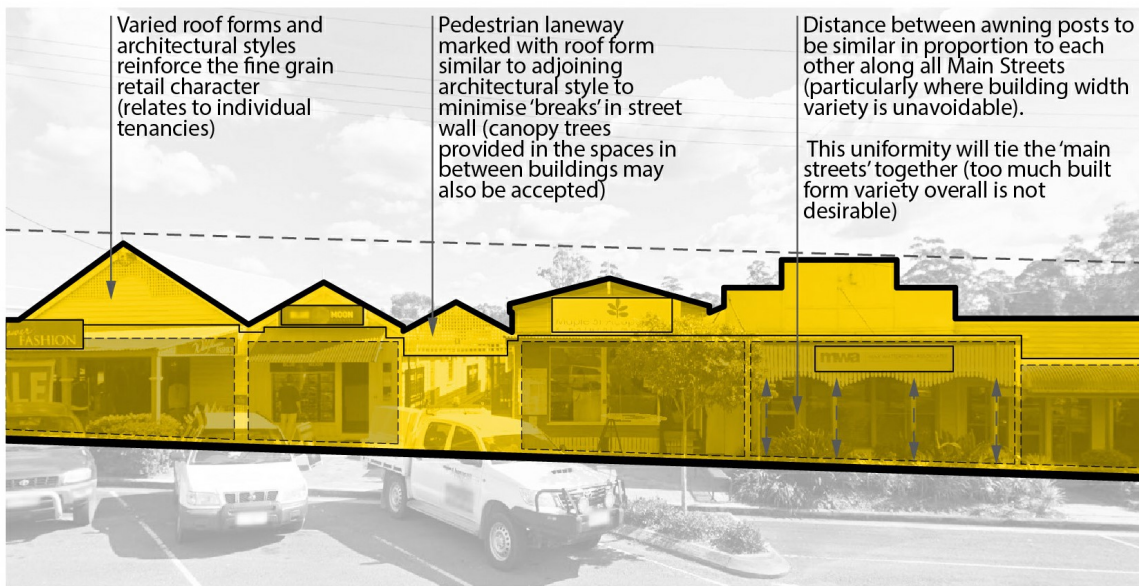 Varied roof forms and
architectural styles
reinforce the fine grain
retail character
(relates to individual
tenancies)
Pedestrian laneway
marked with roof form
similar to adjoining
architectural style to
minimise ‘breaks’ in street
wall (canopy trees
provided in the spaces in
between buildings may
also be accepted)
Distance between awning posts to
be similar in proportion to each
other along all Main Streets
(particularly where building width
variety is unavoidable).
This uniformity will tie the ‘main
streets’ together (too much built
form variety overall is not
desirable)
FASHION
MOON
mwa